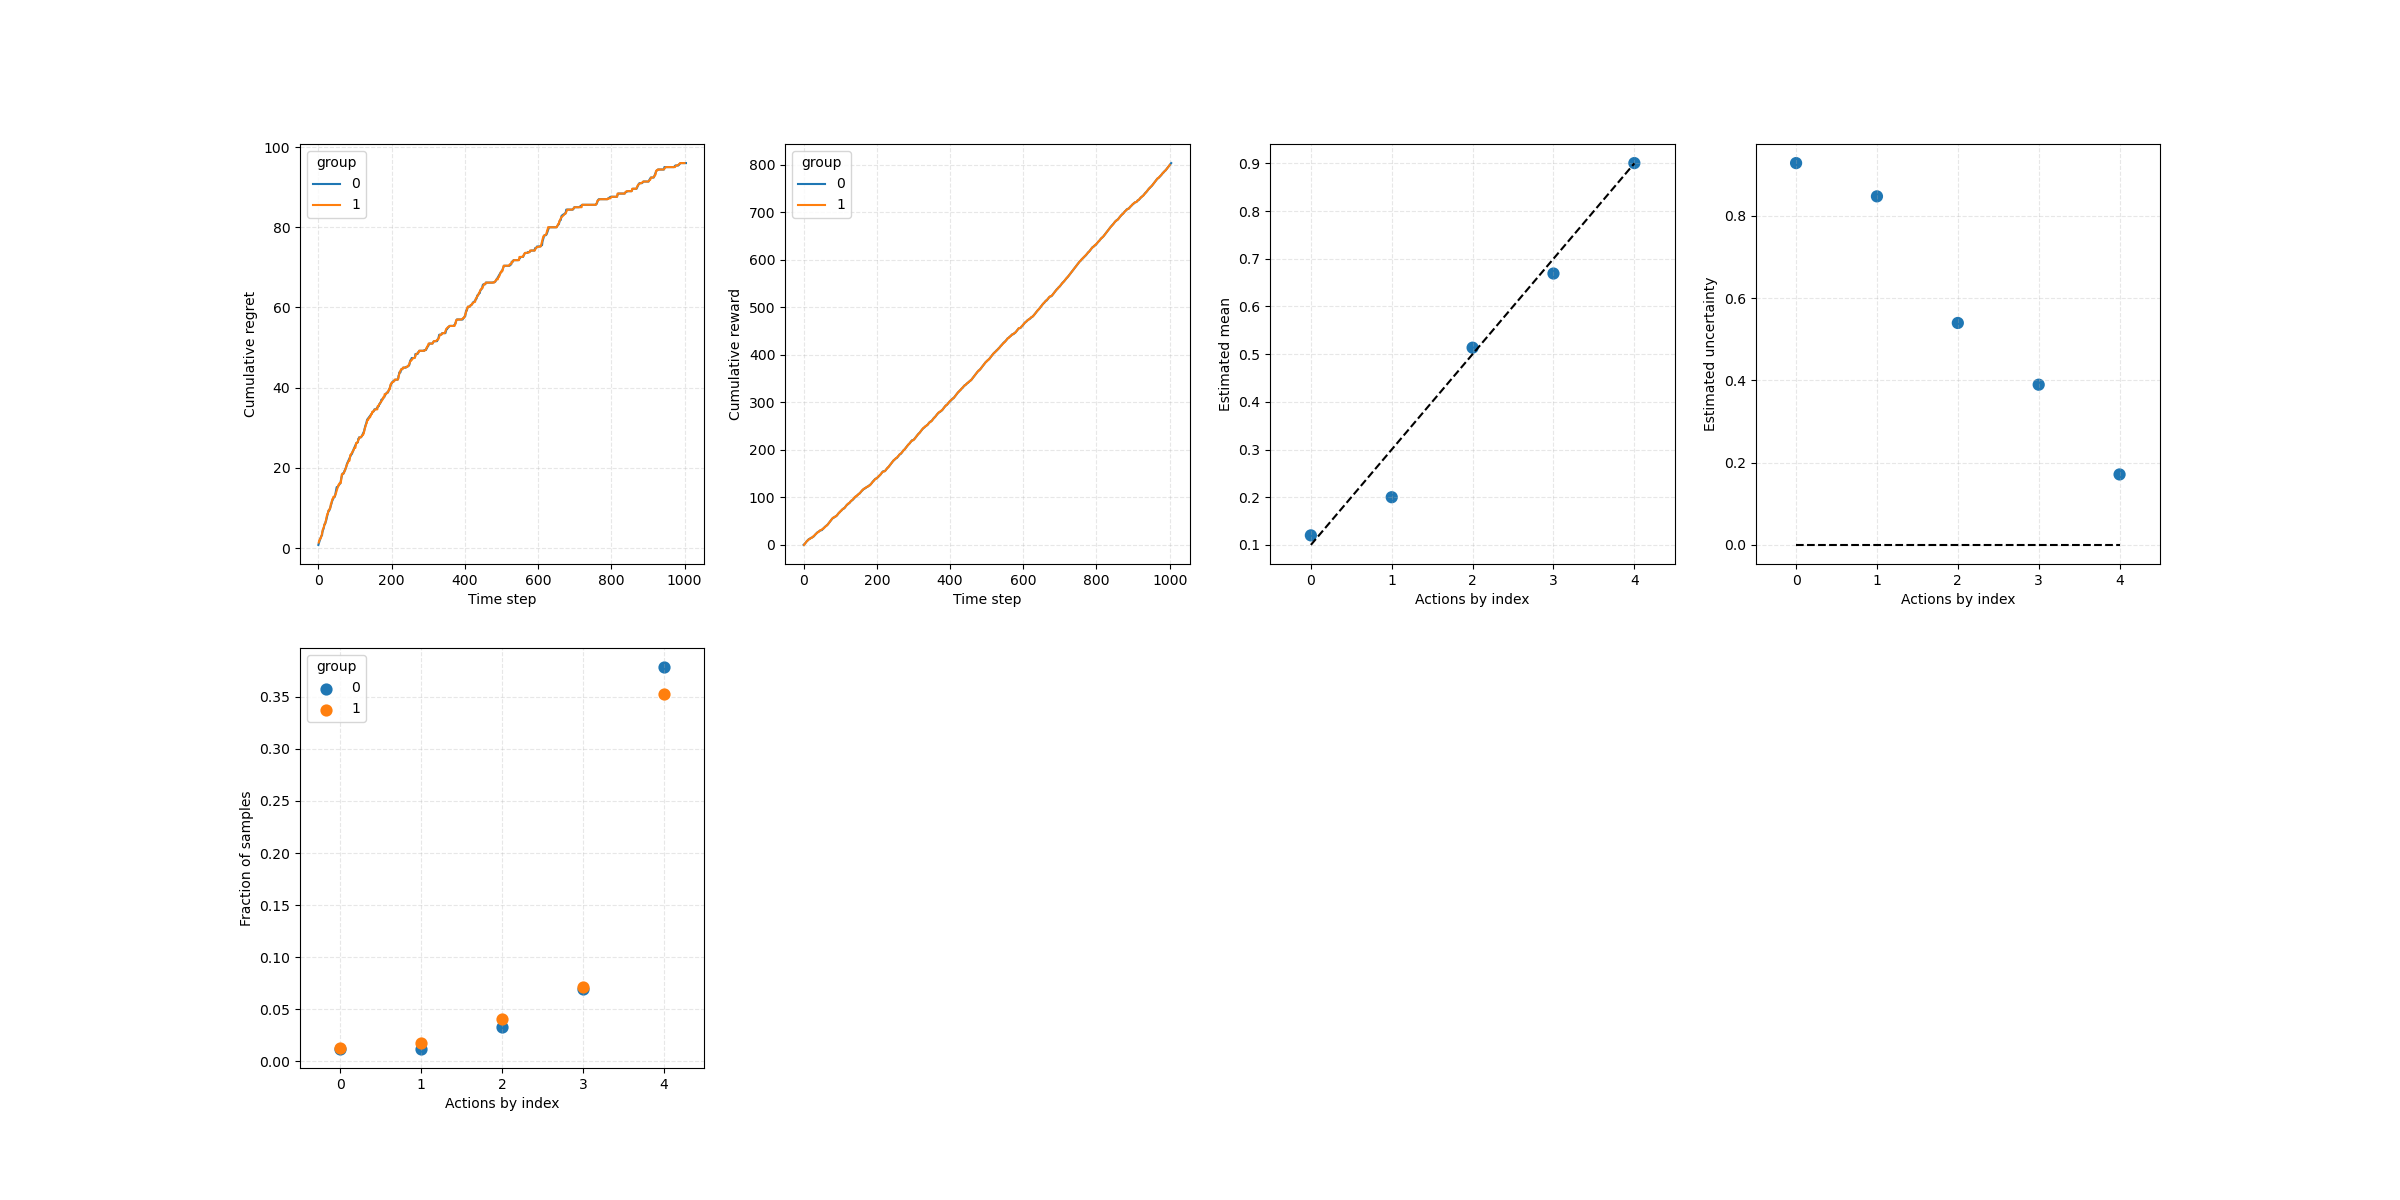 group
0
1
100
80
60
40
20
0
Cumulative regret
0 200 400 600 800 1000
Time step
group
0
1
800
700
600
500
400
300
200
100
0
Cumulative reward
0 200 400 600 800 1000
Time step
0.9
0.8
0.7
0.6
0.5
0.4
0.3
0.2
0.1
Estimated mean
0 1 2 3 4
Actions by index
0.8
0.6
0.4
0.2
0.0
Estimated uncertainty
0 1 2 3 4
Actions by index
group
0
1
0.35
0.30
0.25
0.20
0.15
0.10
0.05
0.00
Fraction of samples
0 1 2 3 4
Actions by index